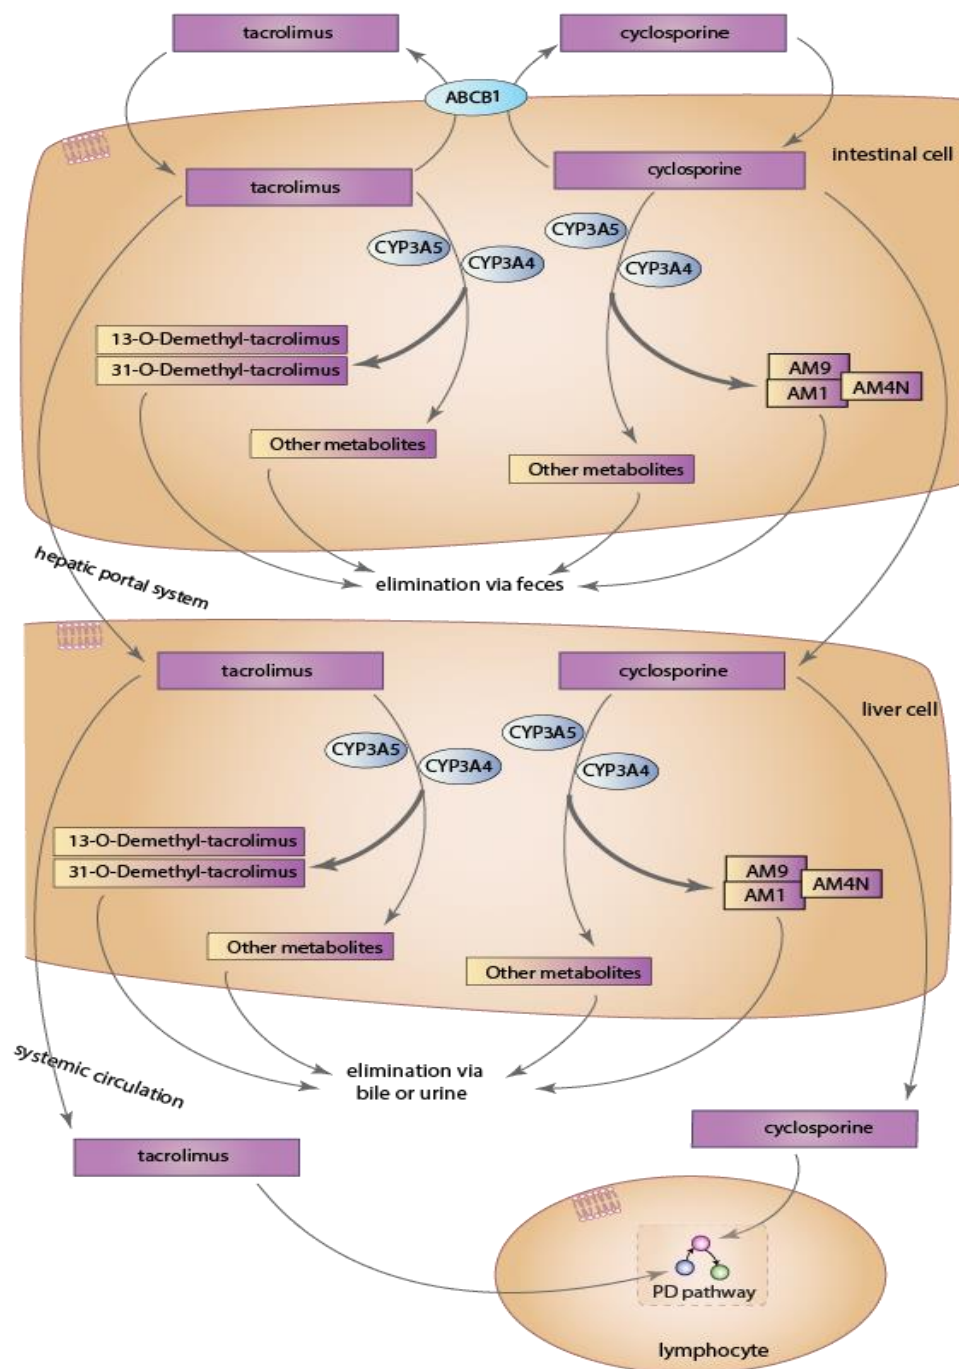 tacrolimus
cyclosporine
ABCB1
intestinal cell
tacrolimus
cyclosporine
CYP3A5
CYP3A4
CYP3A5
CYP3A4
13-O-Demethyl-tacrolimus
31-O-Demethyl-tacrolimus
AM9
AM1
AM4N
Other metabolites
Other metabolites
hepatic portal system
elimination via feces
tacrolimus
cyclosporine
liver cell
CYP3A5
CYP3A4
CYP3A5
CYP3A4
13-O-Demethyl-tacrolimus
31-O-Demethyl-tacrolimus
AM9
AM1
AM4N
Other metabolites
Other metabolites
systemic circulation
elimination via
bile or urine
tacrolimus
cyclosporine
PD pathway
lymphocyte